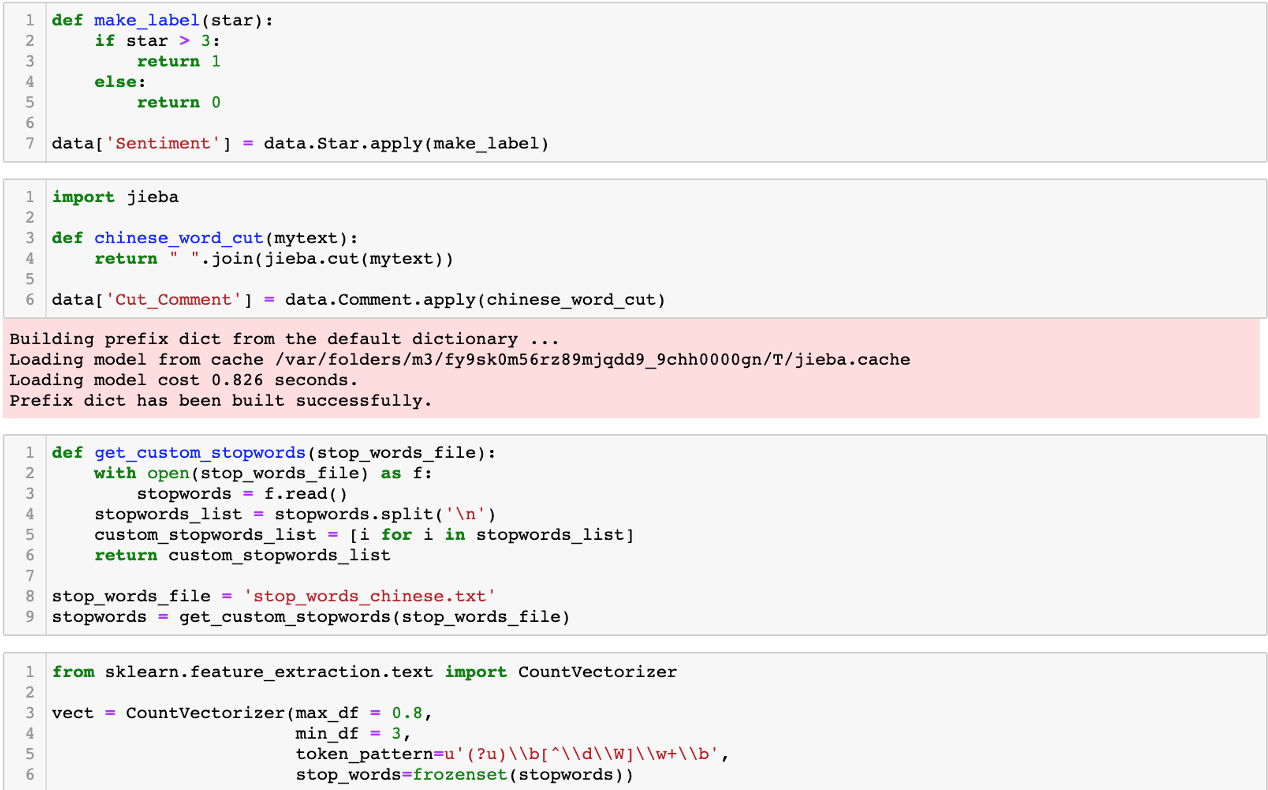 1 def make_label(star):
2     if star > 3:
3         return 1
4     else:
5         return 0
6
7 data['Sentiment'] = data.Star.apply(make_label)
1 import jieba
2
3 def chinese_word_cut(mytext):
4     return " ".join(jieba.cut(mytext))
5
6 data['Cut_Comment'] = data.Comment.apply(chinese_word_cut)
Building prefix dict from the default dictionary ...
Loading model from cache /var/folders/m3/fy9sk0m56rz89mjqdd9_9chh0000gn/T/jieba.cache
Loading model cost 0.826 seconds.
Prefix dict has been built successfully.
1 def get_custom_stopwords(stop_words_file):
2     with open(stop_words_file) as f:
3         stopwords = f.read()
4     stopwords_list = stopwords.split('\n')
5     custom_stopwords_list = [i for i in stopwords_list]
6     return custom_stopwords_list
7
8 stop_words_file = 'stop_words_chinese.txt'
9 stopwords = get_custom_stopwords(stop_words_file)
1 from sklearn.feature_extraction.text import CountVectorizer
2
3 vect = CountVectorizer(max_df = 0.8,
4                        min_df = 3,
5                        token_pattern=u'(?u)\\b[^\\d\\W]\\w+\\b',
6                        stop_words=frozenset(stopwords))